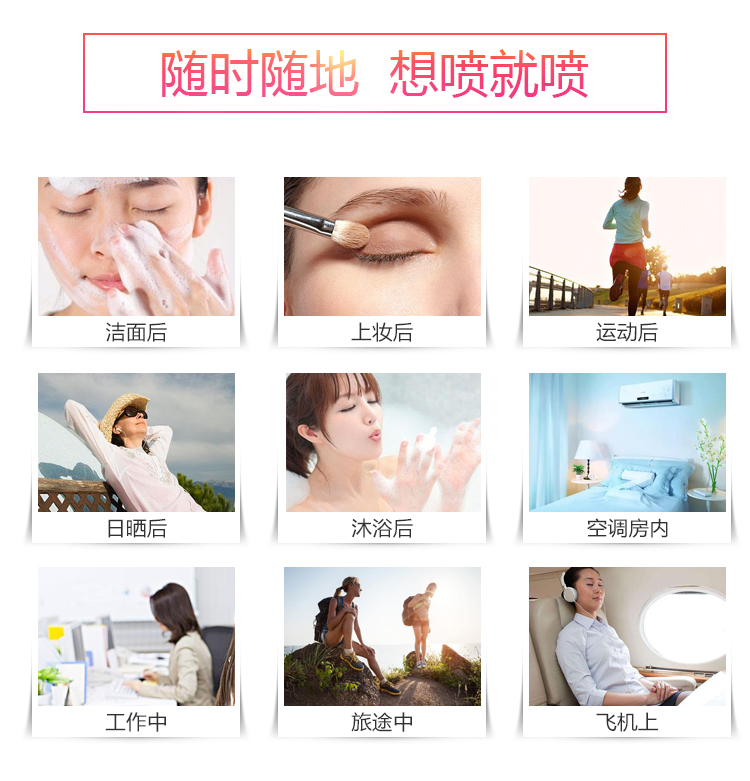 随时随地 想喷就喷
洁面后
上妆后
运动后
日晒后
沐浴后
空调房内
工作中
旅途中
飞机上